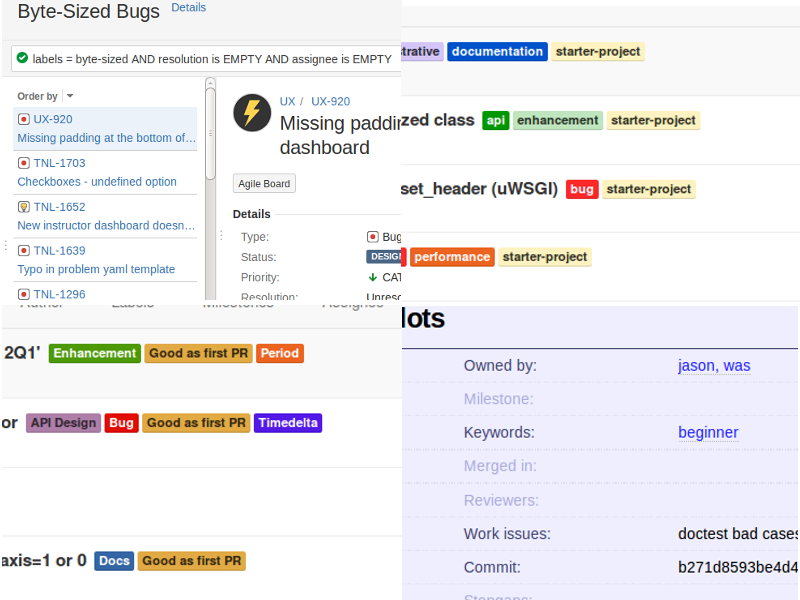 Byte-Sized Bugs Details
labels = byte-sized AND resolution is EMPTY AND assignee is EMPTY
Order by
UX-920
Missing padding at the bottom of...
TNL-1703
Checkboxes - undefined option
TNL-1652
New instructor dashboard doesn...
TNL-1639
Typo in problem yaml template
TNL-1296
UX / UX-920
Missing paddin
dashboard
Agile Board
Details
Type: Bug
Status: DESIG
Priority: CAT
Resolution: Unreso
trative documentation starter-project
zed class api enhancement starter-project
set_header (uWSGI) bug starter-project
performance starter-project
Author Labels Milestones Assignee
2Q1' Enhancement Good as first PR Period
or API Design Bug Good as first PR Timedelta
axis=1 or 0 Docs Good as first PR
lots
Owned by: jason, was
Milestone:
Keywords: beginner
Merged in:
Reviewers:
Work issues: doctest bad cases
Commit: b271d8593be4d4
Stopgaps: